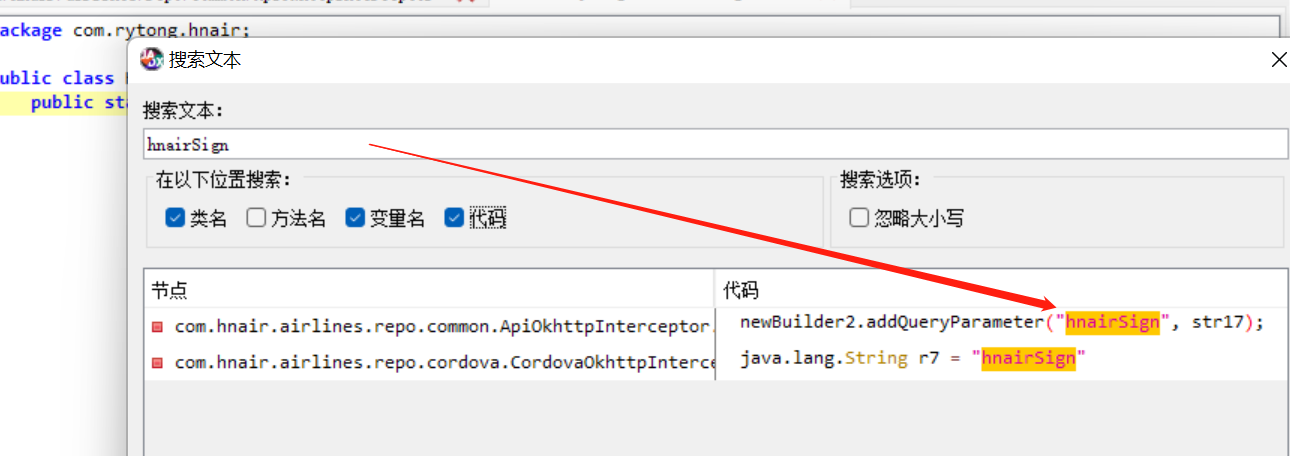 ackage com.rytong.hnair;
搜索文本
ublic class
public sta
搜索文本:
hnairSign
在以下位置搜索:
搜索选项:
类名
方法名
变量名
代码
忽略大小写
节点
代码
com.hnair.airlines.repo.common.ApiOkhttpInterceptor.
newBuilder2.addQueryParameter("hnairSign", str17);
com.hnair.airlines.repo.cordova.CordovaOkhttpInterce
java.lang.String r7 = "hnairSign"